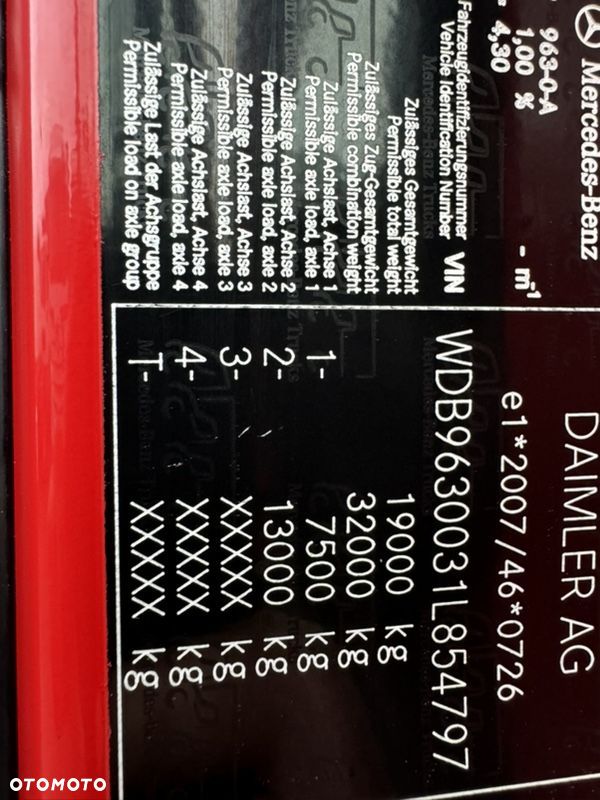 Mercedes-Benz
DAIMLER AG
963-0-A
1,00 % - m-1
4,30
e1*2007/46*0726
Fahrzeugidentifizierungsnummer
Vehicle Identification Number VIN WDB9630031L854797
Zulässiges Gesamtgewicht
Permissible total weight 19000 kg
Zulässiges Zug-Gesamtgewicht
Permissible combination weight 32000 kg
Zulässige Achslast, Achse 1
Permissible axle load, axle 1 1- 7500 kg
Zulässige Achslast, Achse 2
Permissible axle load, axle 2 2- 13000 kg
Zulässige Achslast, Achse 3
Permissible axle load, axle 3 3- XXXXX kg
Zulässige Achslast, Achse 4
Permissible axle load, axle 4 4- XXXXX kg
Zulässige Last der Achsgruppe
Permissible load on axle group T- XXXXX kg
OTOMOTO